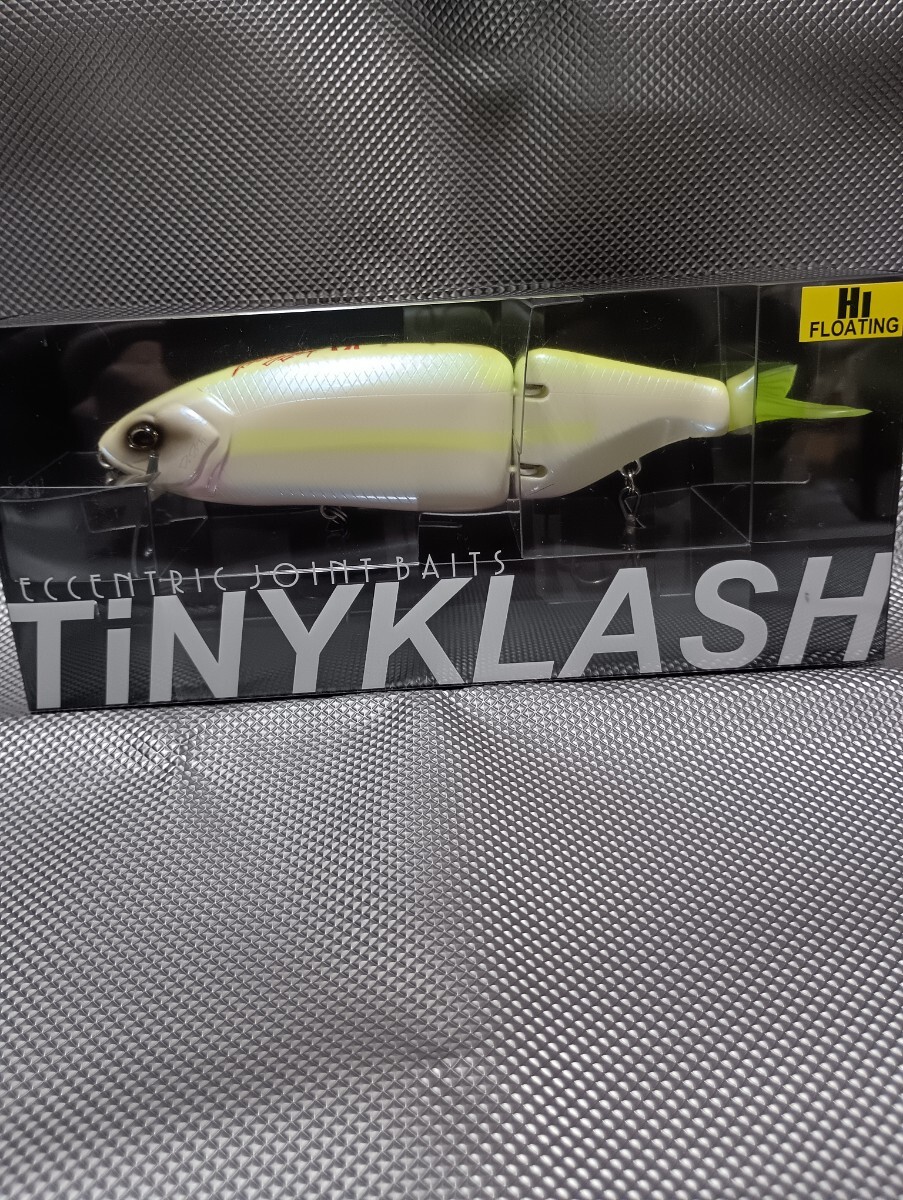 HI
FLOATING
ECCENTRIC JOINT BAITS
TiNYKLASH